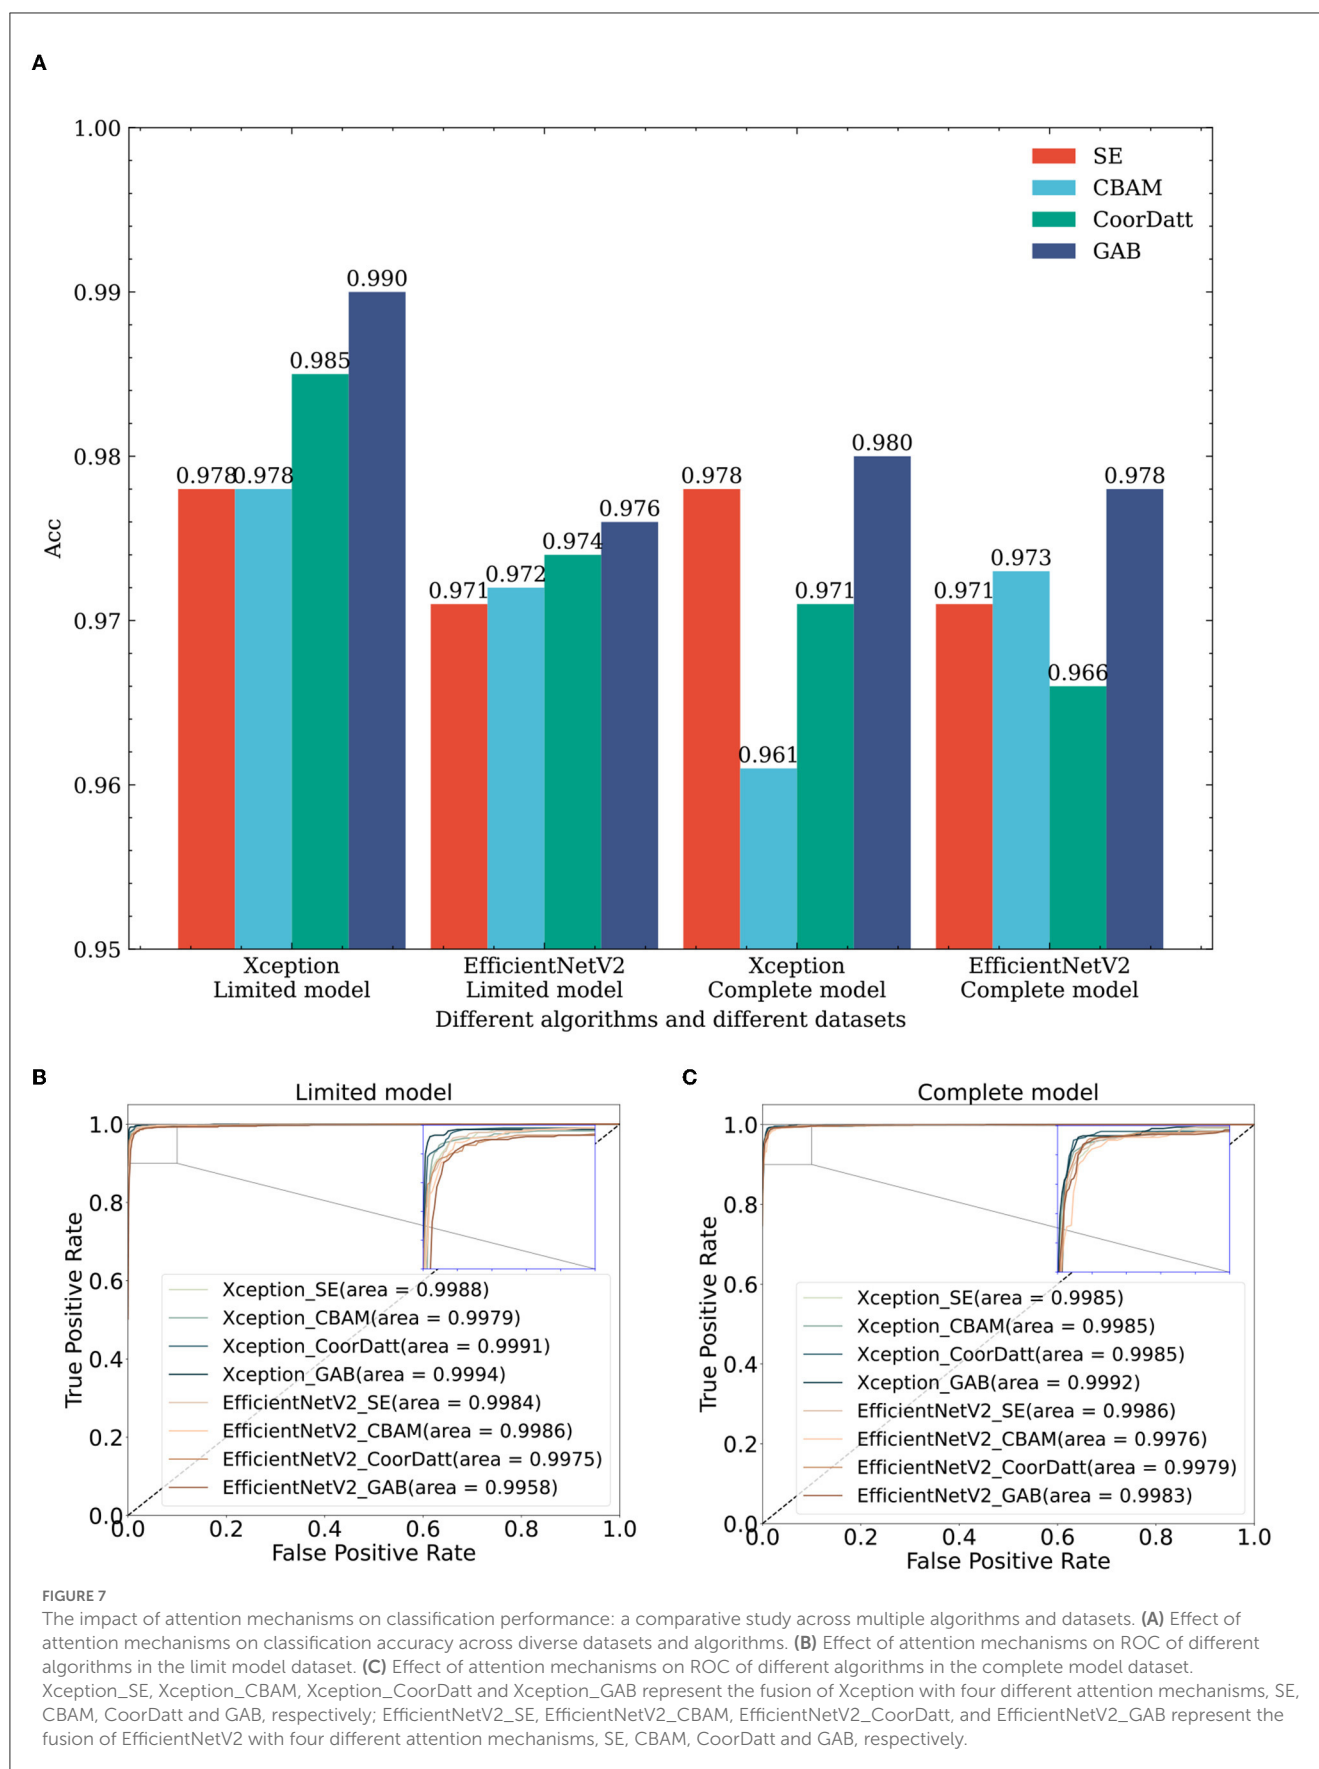 A
1.00
0.99
0.98
0.97
0.96
0.95
Acc
SE
CBAM
CoorDatt
GAB
0.978
0.978
0.985
0.990
0.971
0.972
0.974
0.976
0.978
0.961
0.971
0.980
0.971
0.973
0.966
0.978
Xception
Limited model
EfficientNetV2
Limited model
Xception
Complete model
EfficientNetV2
Complete model
Different algorithms and different datasets
B
Limited model
True Positive Rate
1.0
0.8
0.6
0.4
0.2
0.0
Xception_SE(area = 0.9988)
Xception_CBAM(area = 0.9979)
Xception_CoorDatt(area = 0.9991)
Xception_GAB(area = 0.9994)
EfficientNetV2_SE(area = 0.9984)
EfficientNetV2_CBAM(area = 0.9986)
EfficientNetV2_CoorDatt(area = 0.9975)
EfficientNetV2_GAB(area = 0.9958)
0.0 0.2 0.4 0.6 0.8 1.0
False Positive Rate
C
Complete model
True Positive Rate
1.0
0.8
0.6
0.4
0.2
0.0
Xception_SE(area = 0.9985)
Xception_CBAM(area = 0.9985)
Xception_CoorDatt(area = 0.9985)
Xception_GAB(area = 0.9992)
EfficientNetV2_SE(area = 0.9986)
EfficientNetV2_CBAM(area = 0.9976)
EfficientNetV2_CoorDatt(area = 0.9979)
EfficientNetV2_GAB(area = 0.9983)
0.0 0.2 0.4 0.6 0.8 1.0
False Positive Rate
FIGURE 7
The impact of attention mechanisms on classification performance: a comparative study across multiple algorithms and datasets. (A) Effect of
attention mechanisms on classification accuracy across diverse datasets and algorithms. (B) Effect of attention mechanisms on ROC of different
algorithms in the limit model dataset. (C) Effect of attention mechanisms on ROC of different algorithms in the complete model dataset.
Xception_SE, Xception_CBAM, Xception_CoorDatt and Xception_GAB represent the fusion of Xception with four different attention mechanisms, SE,
CBAM, CoorDatt and GAB, respectively; EfficientNetV2_SE, EfficientNetV2_CBAM, EfficientNetV2_CoorDatt, and EfficientNetV2_GAB represent the
fusion of EfficientNetV2 with four different attention mechanisms, SE, CBAM, CoorDatt and GAB, respectively.